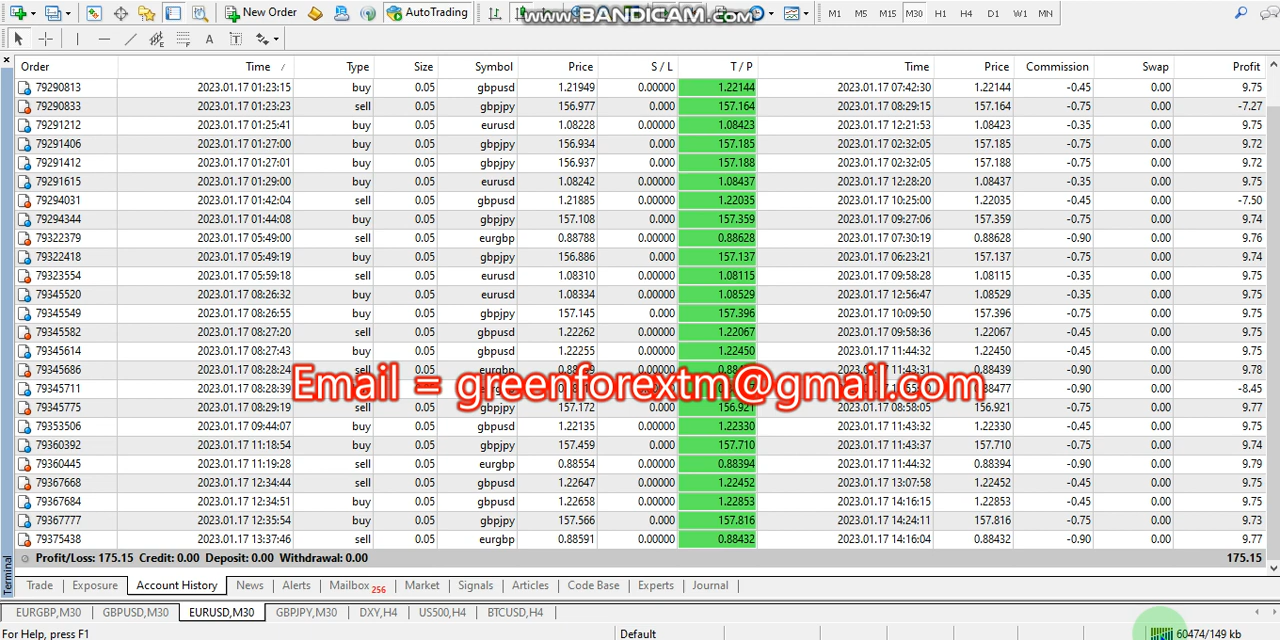 New Order AutoTrading www.BANDICAM.com M1 M5 M15 M30 H1 H4 D1 W1 MN
A T
Order Time / Type Size Symbol Price S / L T / P Time Price Commission Swap Profit
79290813 2023.01.17 01:23:15 buy 0.05 gbpusd 1.21949 0.00000 1.22144 2023.01.17 07:42:30 1.22144 -0.45 0.00 9.75
79290833 2023.01.17 01:23:23 sell 0.05 gbpjpy 156.977 0.000 157.164 2023.01.17 08:29:15 157.164 -0.75 0.00 -7.27
79291212 2023.01.17 01:25:41 buy 0.05 eurusd 1.08228 0.00000 1.08423 2023.01.17 12:21:53 1.08423 -0.35 0.00 9.75
79291406 2023.01.17 01:27:00 buy 0.05 gbpjpy 156.934 0.000 157.185 2023.01.17 02:32:05 157.185 -0.75 0.00 9.72
79291412 2023.01.17 01:27:01 buy 0.05 gbpjpy 156.937 0.000 157.188 2023.01.17 02:32:05 157.188 -0.75 0.00 9.72
79291615 2023.01.17 01:29:00 buy 0.05 eurusd 1.08242 0.00000 1.08437 2023.01.17 12:28:20 1.08437 -0.35 0.00 9.75
79294031 2023.01.17 01:42:04 sell 0.05 gbpusd 1.21885 0.00000 1.22035 2023.01.17 10:25:00 1.22035 -0.45 0.00 -7.50
79294344 2023.01.17 01:44:08 buy 0.05 gbpjpy 157.108 0.000 157.359 2023.01.17 09:27:06 157.359 -0.75 0.00 9.74
79322379 2023.01.17 05:49:00 sell 0.05 eurgbp 0.88788 0.00000 0.88628 2023.01.17 07:30:19 0.88628 -0.90 0.00 9.76
79322418 2023.01.17 05:49:19 buy 0.05 gbpjpy 156.886 0.000 157.137 2023.01.17 06:23:21 157.137 -0.75 0.00 9.74
79323554 2023.01.17 05:59:18 sell 0.05 eurusd 1.08310 0.00000 1.08115 2023.01.17 09:58:28 1.08115 -0.35 0.00 9.75
79345520 2023.01.17 08:26:32 buy 0.05 eurusd 1.08334 0.00000 1.08529 2023.01.17 12:56:47 1.08529 -0.35 0.00 9.75
79345549 2023.01.17 08:26:55 buy 0.05 gbpjpy 157.145 0.000 157.396 2023.01.17 10:09:50 157.396 -0.75 0.00 9.75
79345582 2023.01.17 08:27:20 sell 0.05 gbpusd 1.22262 0.00000 1.22067 2023.01.17 09:58:36 1.22067 -0.45 0.00 9.75
79345614 2023.01.17 08:27:43 buy 0.05 gbpusd 1.22255 0.00000 1.22450 2023.01.17 11:44:32 1.22450 -0.45 0.00 9.75
79345686 2023.01.17 08:28:24 -0.90 0.00 9.78
Email = greenforextm@gmail.com
79345711 -0.90 0.00 -8.45
79345775 2023.01.17 08:29:19 sell 0.05 gbpjpy 157.172 0.000 156.921 2023.01.17 08:58:05 156.921 -0.75 0.00 9.77
79353506 2023.01.17 09:44:07 buy 0.05 gbpusd 1.22135 0.00000 1.22330 2023.01.17 11:43:32 1.22330 -0.45 0.00 9.75
79360392 2023.01.17 11:18:54 buy 0.05 gbpjpy 157.459 0.000 157.710 2023.01.17 11:43:37 157.710 -0.75 0.00 9.74
79360445 2023.01.17 11:19:28 sell 0.05 eurgbp 0.88554 0.00000 0.88394 2023.01.17 11:44:32 0.88394 -0.90 0.00 9.79
79367668 2023.01.17 12:34:44 sell 0.05 gbpusd 1.22647 0.00000 1.22452 2023.01.17 13:07:58 1.22452 -0.45 0.00 9.75
79367684 2023.01.17 12:34:51 buy 0.05 gbpusd 1.22658 0.00000 1.22853 2023.01.17 14:16:15 1.22853 -0.45 0.00 9.75
79367777 2023.01.17 12:35:54 buy 0.05 gbpjpy 157.566 0.000 157.816 2023.01.17 14:24:11 157.816 -0.75 0.00 9.73
79375438 2023.01.17 13:37:46 sell 0.05 eurgbp 0.88591 0.00000 0.88432 2023.01.17 14:16:04 0.88432 -0.90 0.00 9.77
Profit/Loss: 175.15 Credit: 0.00 Deposit: 0.00 Withdrawal: 0.00 175.15
Terminal
Trade Exposure Account History News Alerts Mailbox 256 Market Signals Articles Code Base Experts Journal
EURGBP,M30 GBPUSD,M30 EURUSD,M30 GBPJPY,M30 DXY,H4 US500,H4 BTCUSD,H4
For Help, press F1 Default 60474/149 kb